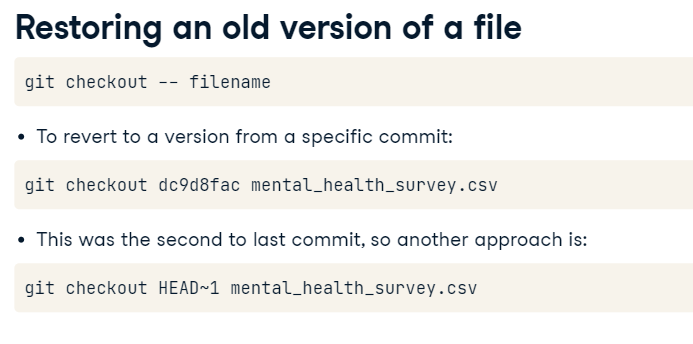 Restoring an old version of a file
git checkout -- filename
• To revert to a version from a specific commit:
git checkout dc9d8fac mental_health_survey.csv
• This was the second to last commit, so another approach is:
git checkout HEAD~1 mental_health_survey.csv